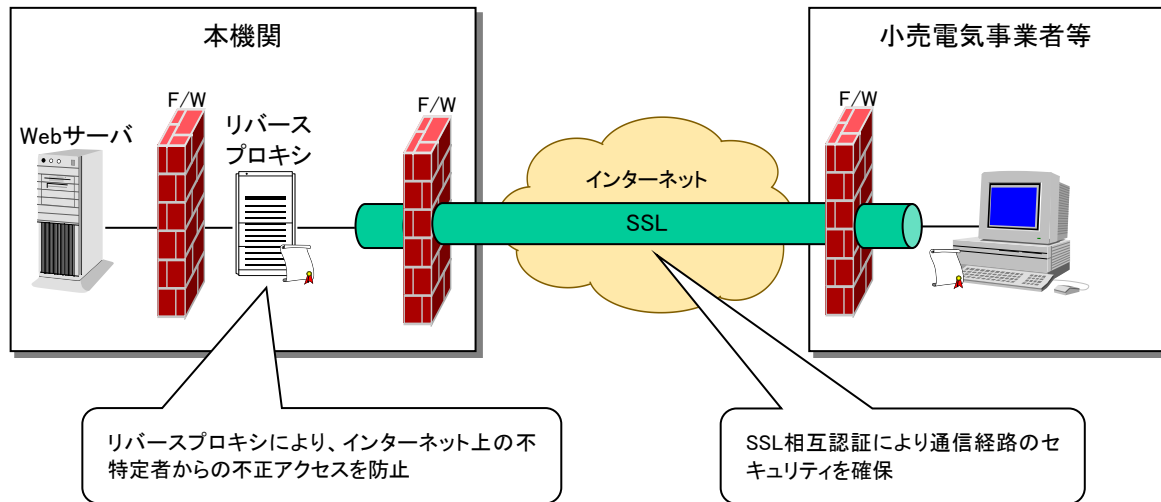 本機関
小売電気事業者等
F/W
F/W
F/W
Webサーバ
リバース
プロキシ
インターネット
SSL
リバースプロキシにより、インターネット上の不
特定者からの不正アクセスを防止
SSL相互認証により通信経路のセ
キュリティを確保